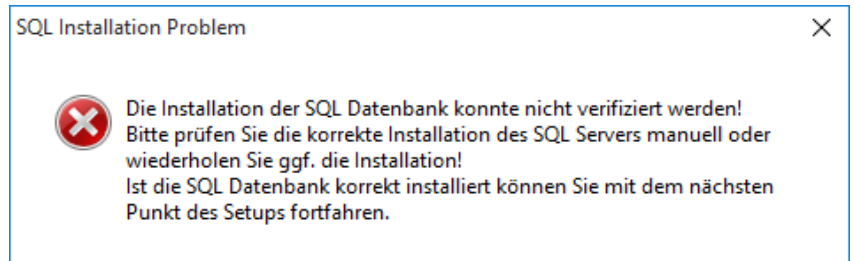 SQL Installation Problem
Die Installation der SQL Datenbank konnte nicht verifiziert werden!
Bitte prüfen Sie die korrekte Installation des SQL Servers manuell oder
wiederholen Sie ggf. die Installation!
Ist die SQL Datenbank korrekt installiert können Sie mit dem nächsten
Punkt des Setups fortfahren.